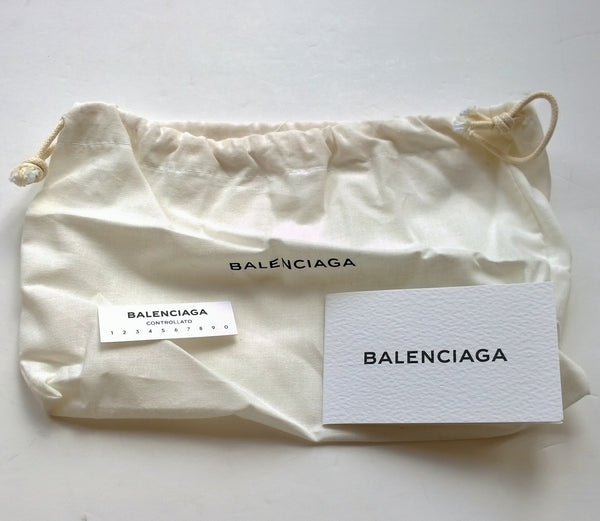 BALENCIAGA
BALENCIAGA
CONTROLLATO
1 2 3 4 5 6 7 8 9 0
BALENCIAGA